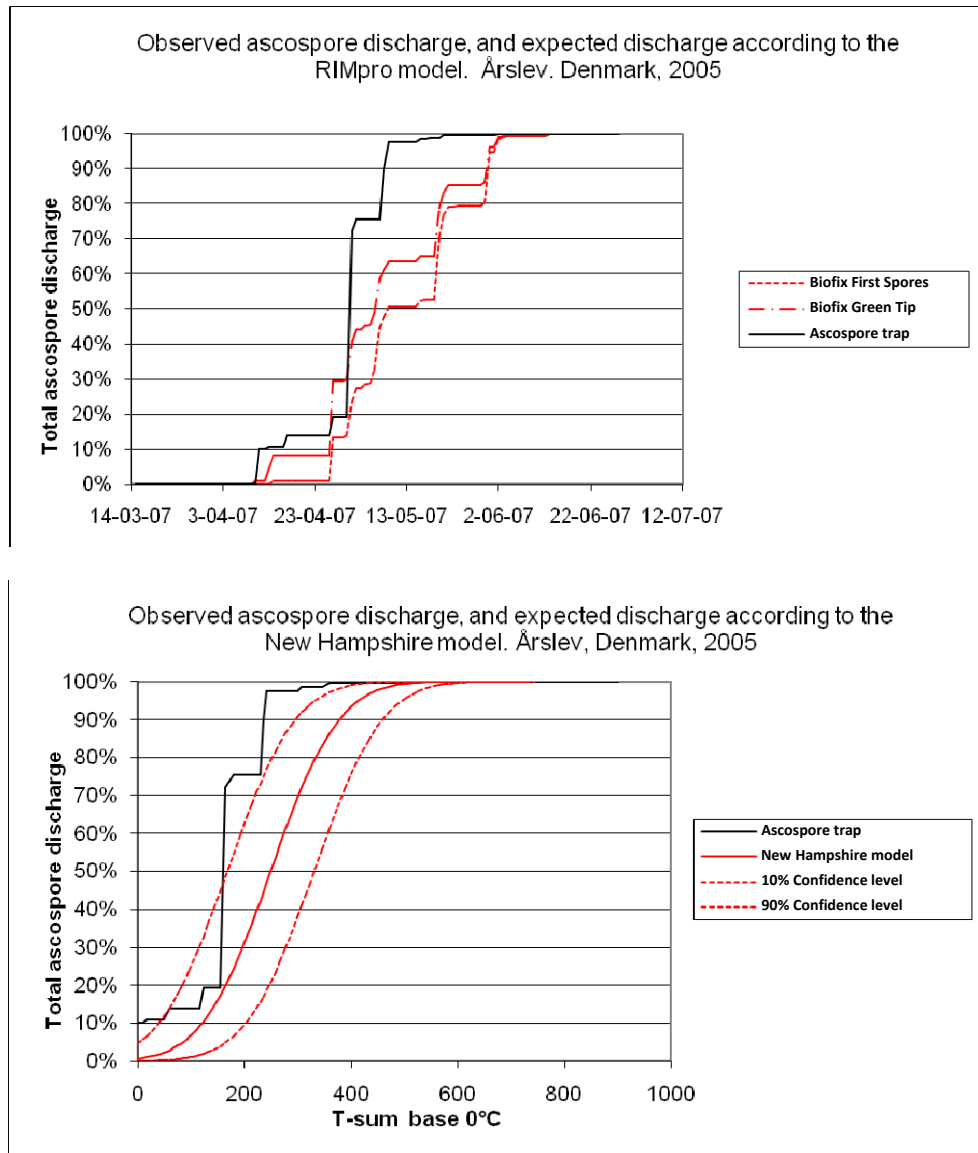 Observed ascospore discharge, and expected discharge according to the
RIMpro model. Årslev. Denmark, 2005
Total ascospore discharge
100%
90%
80%
70%
60%
50%
40%
30%
20%
10%
0%
14-03-07 3-04-07 23-04-07 13-05-07 2-06-07 22-06-07 12-07-07
Biofix First Spores
Biofix Green Tip
Ascospore trap
Observed ascospore discharge, and expected discharge according to the
New Hampshire model. Årslev, Denmark, 2005
Total ascospore discharge
100%
90%
80%
70%
60%
50%
40%
30%
20%
10%
0%
0 200 400 600 800 1000
T-sum base 0°C
Ascospore trap
New Hampshire model
10% Confidence level
90% Confidence level